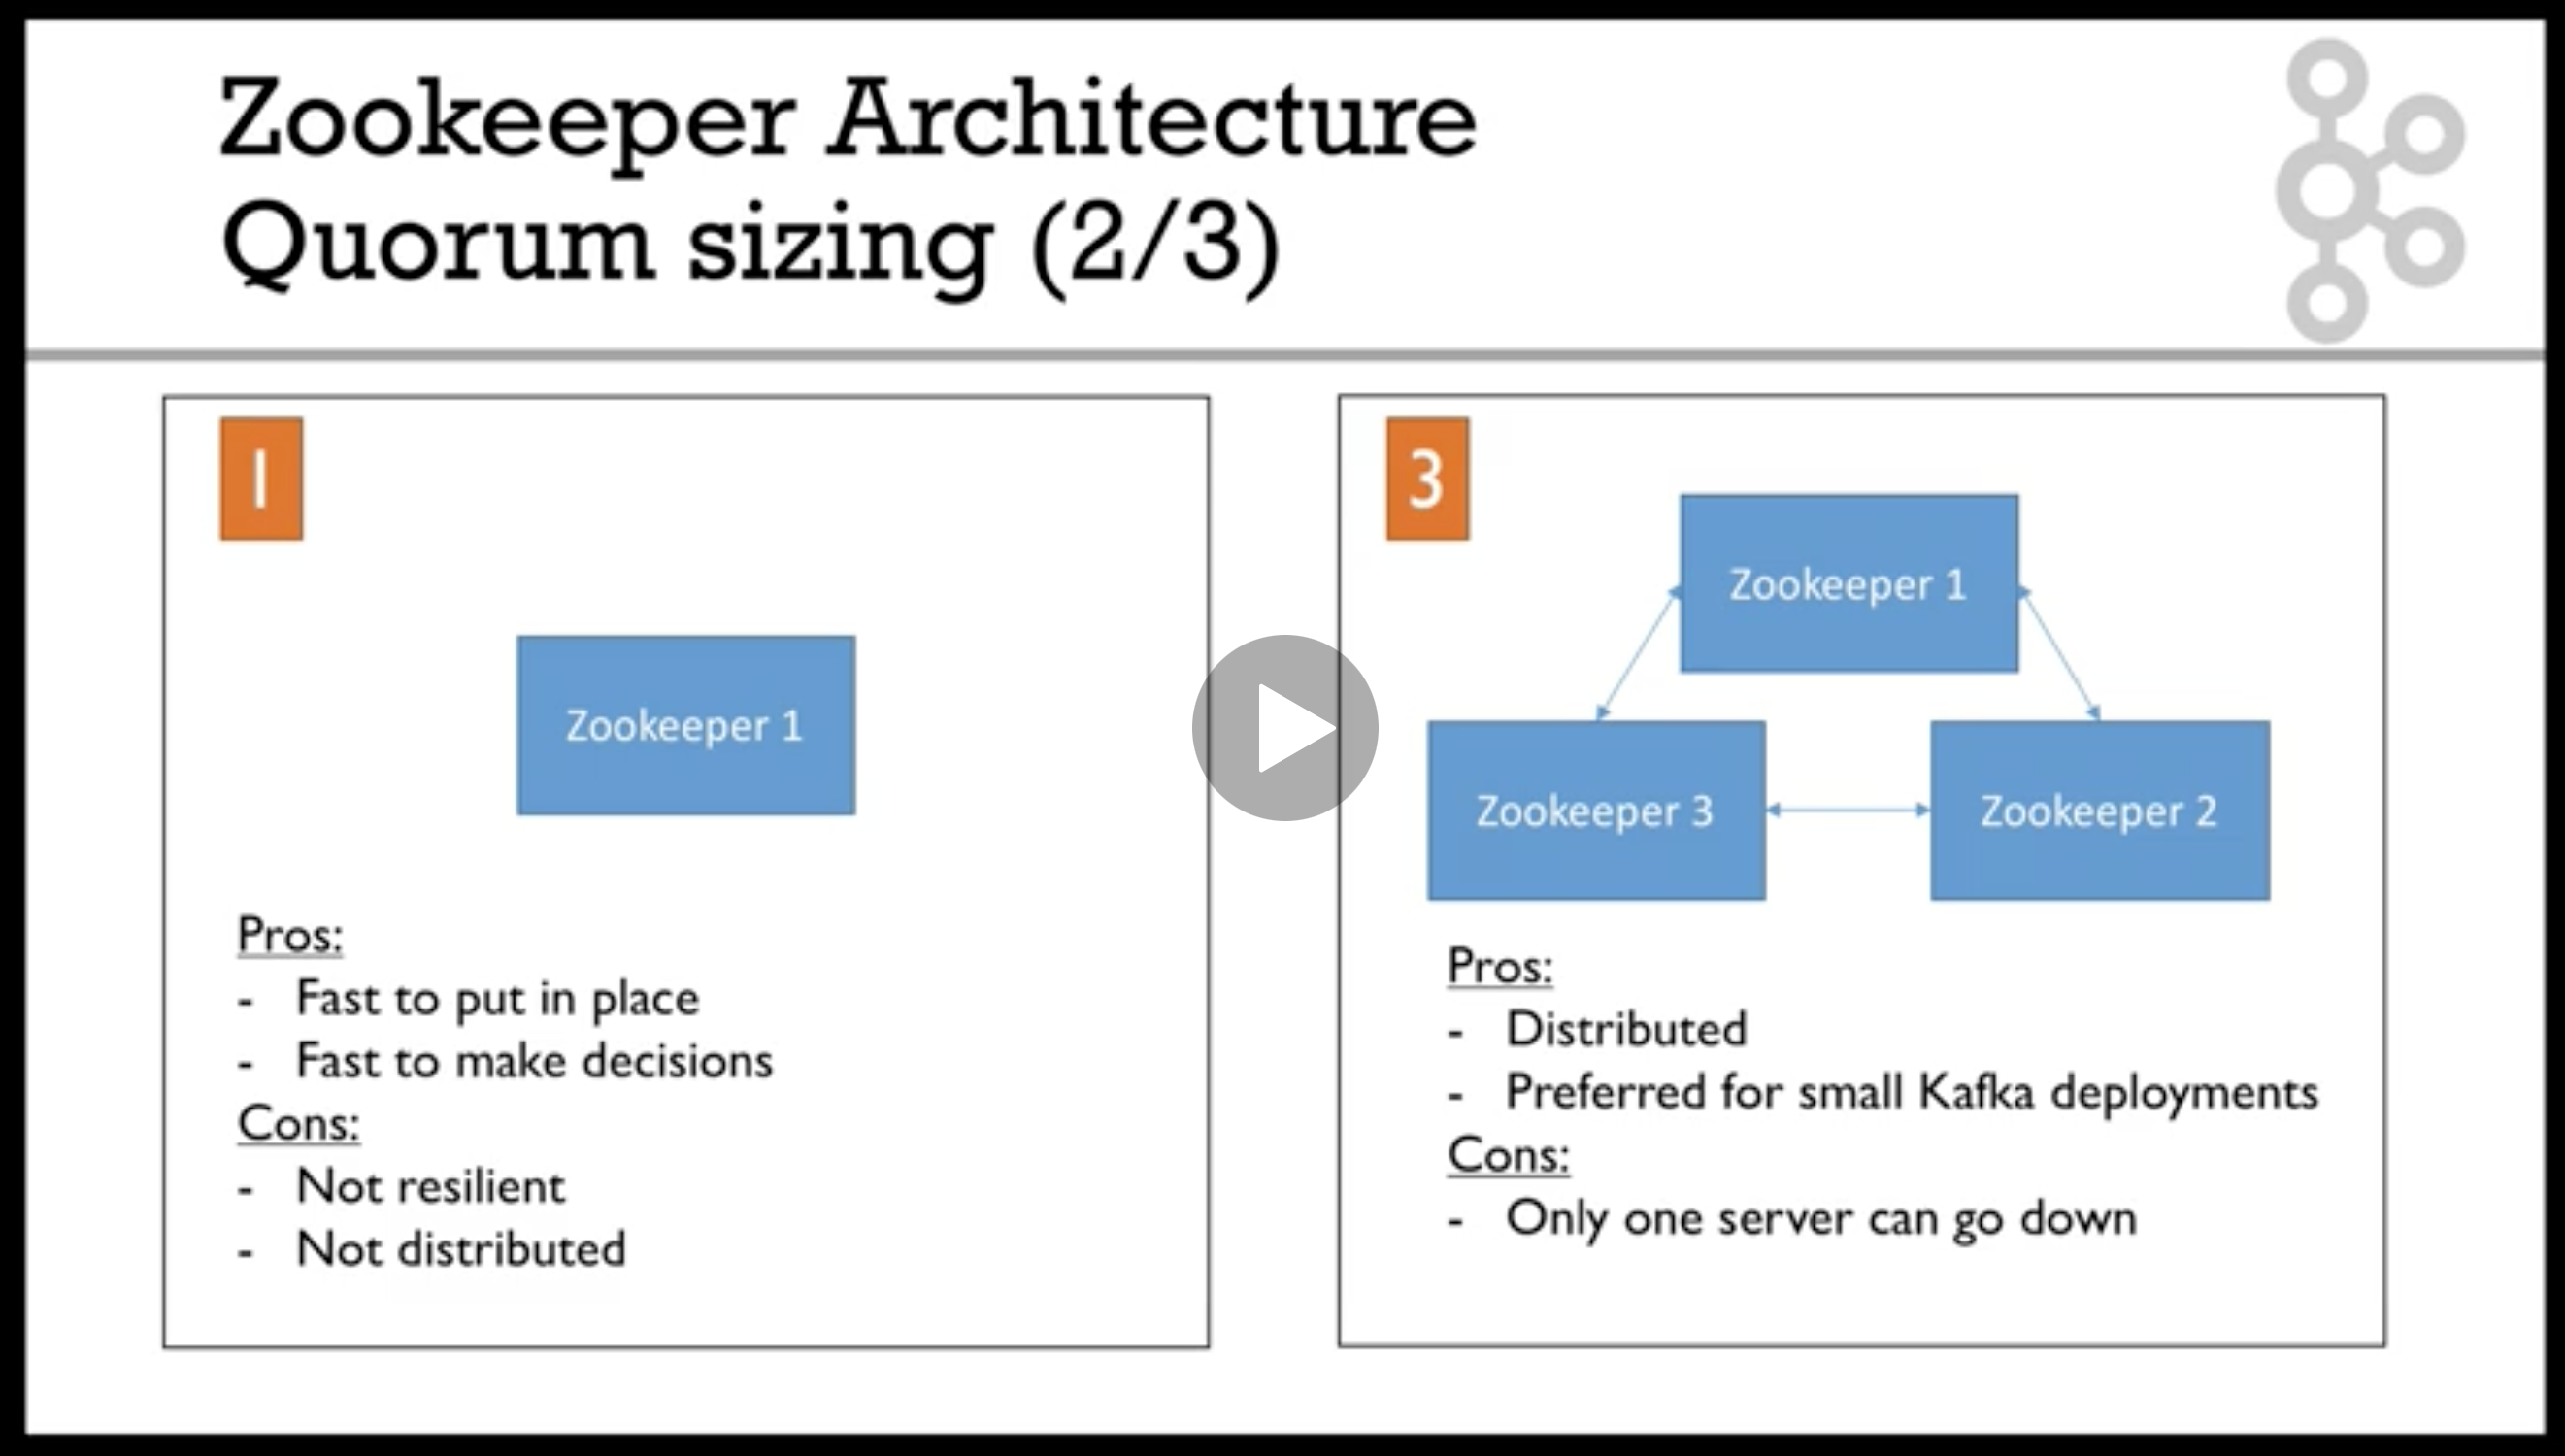 Zookeeper Architecture
Quorum sizing (2/3)
1
Zookeeper 1
Pros:
- Fast to put in place
- Fast to make decisions
Cons:
- Not resilient
- Not distributed
3
Zookeeper 1
Zookeeper 3
Zookeeper 2
Pros:
- Distributed
- Preferred for small Kafka deployments
Cons:
- Only one server can go down